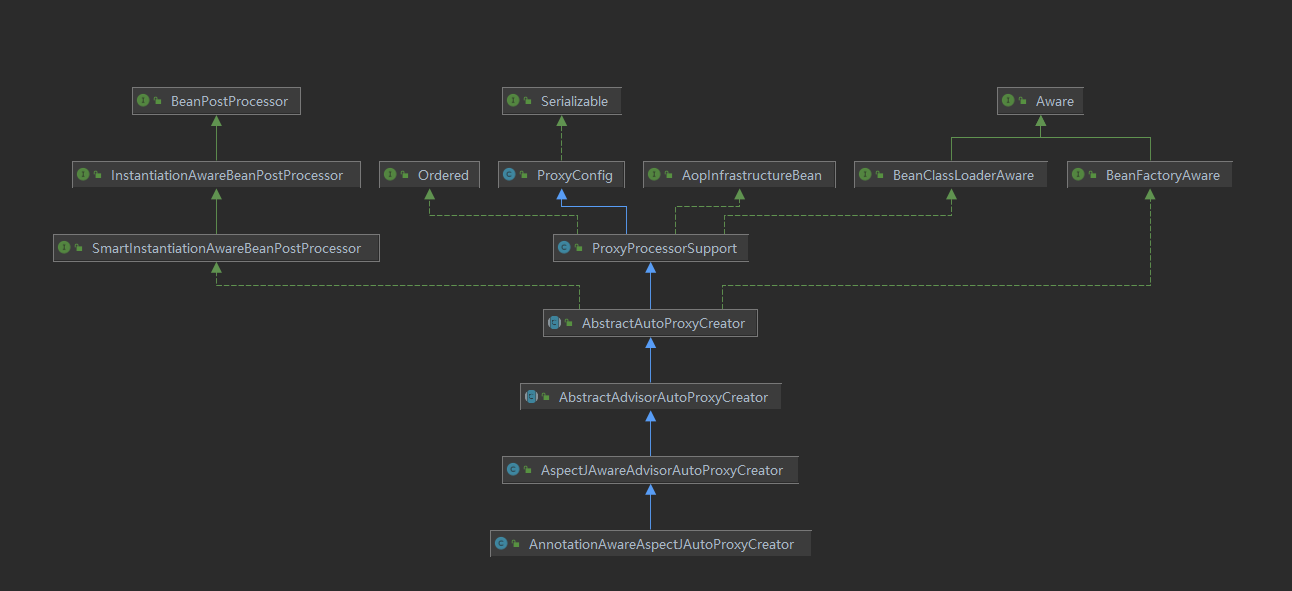 BeanPostProcessor
Serializable
Aware
InstantiationAwareBeanPostProcessor
Ordered
ProxyConfig
AopInfrastructureBean
BeanClassLoaderAware
BeanFactoryAware
SmartInstantiationAwareBeanPostProcessor
ProxyProcessorSupport
AbstractAutoProxyCreator
AbstractAdvisorAutoProxyCreator
AspectJAwareAdvisorAutoProxyCreator
AnnotationAwareAspectJAutoProxyCreator